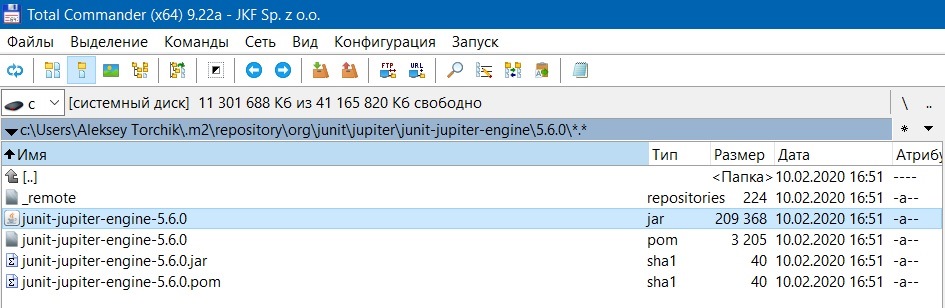 Total Commander (x64) 9.22a - JKF Sp. z o.o.
Файлы Выделение Команды Сеть Вид Конфигурация Запуск
FTP URL
c [системный диск] 11 301 688 Кб из 41 165 820 Кб свободно \ ..
c:\Users\Aleksey Torchik\.m2\repository\org\junit\jupiter\junit-jupiter-engine\5.6.0\*.* *
Имя Тип Размер Дата Атрибу
[..] <Папка> 10.02.2020 16:51 ----
_remote repositories 224 10.02.2020 16:51 -a--
junit-jupiter-engine-5.6.0 jar 209 368 10.02.2020 16:51 -a--
junit-jupiter-engine-5.6.0 pom 3 205 10.02.2020 16:51 -a--
junit-jupiter-engine-5.6.0.jar sha1 40 10.02.2020 16:51 -a--
junit-jupiter-engine-5.6.0.pom sha1 40 10.02.2020 16:51 -a--